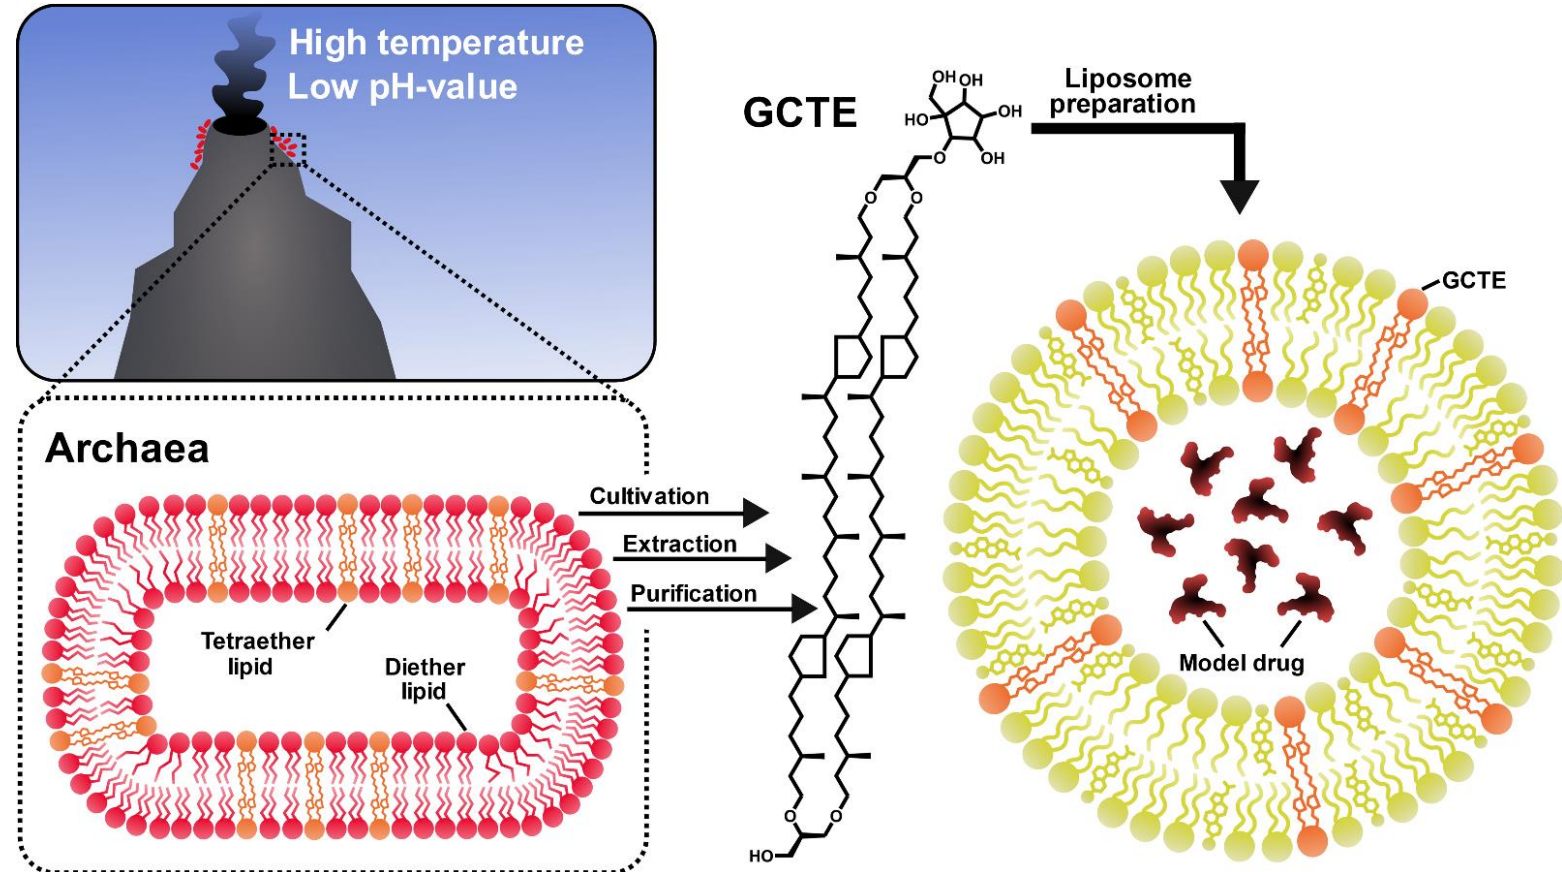 High temperature
Low pH-value
Archaea
Tetraether
lipid
Diether
lipid
Cultivation
Extraction
Purification
GCTE
OH
OH
HO
OH
OH
O
O
O
O
O
HO
Liposome
preparation
GCTE
Model drug